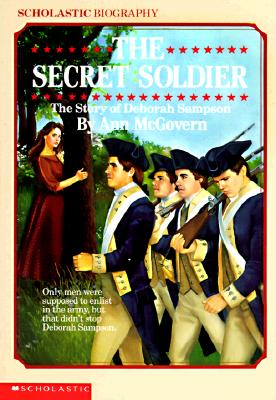 SCHOLASTIC BIOGRAPHY
THE
SECRET SOLDIER
The Story of Deborah Sampson
By Ann McGovern
Only men were
supposed to enlist
in the army, but
that didn't stop
Deborah Sampson.
SCHOLASTIC